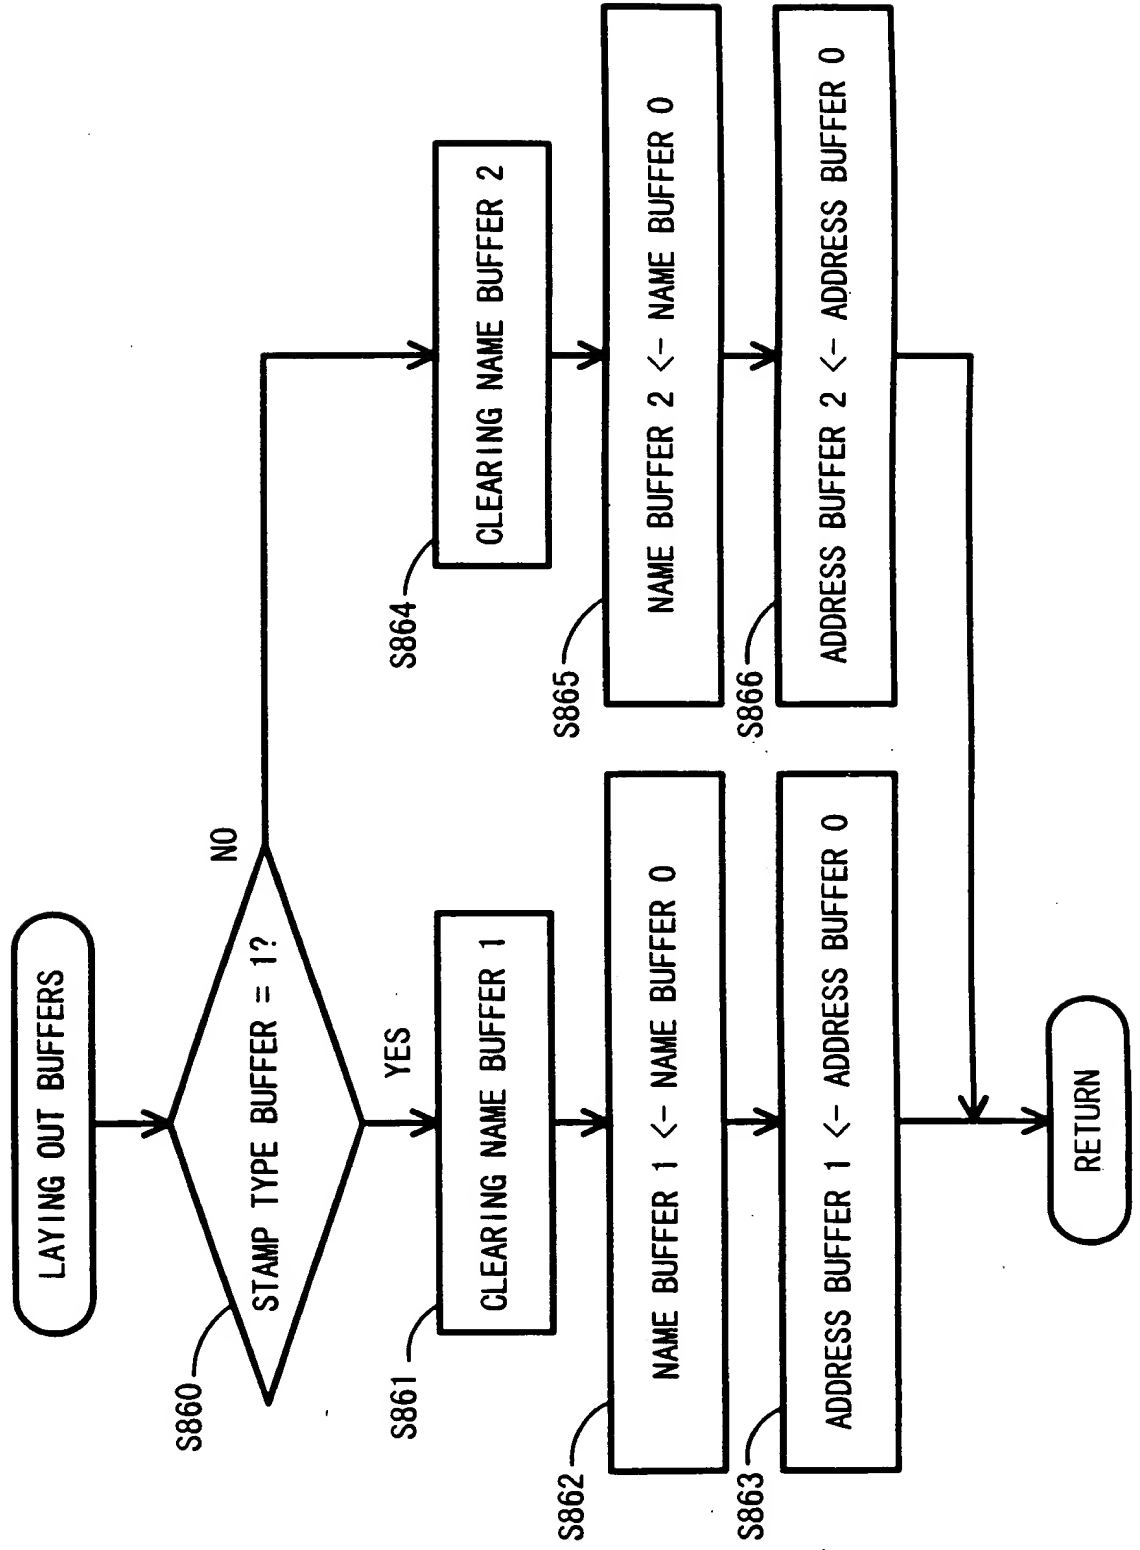 LAYING OUT BUFFERS
S860
STAMP TYPE BUFFER = 1?
NO
YES
S861
CLEARING NAME BUFFER 1
S864
CLEARING NAME BUFFER 2
S862
NAME BUFFER 1 <- NAME BUFFER 0
S865
NAME BUFFER 2 <- NAME BUFFER 0
S863
ADDRESS BUFFER 1 <- ADDRESS BUFFER 0
S866
ADDRESS BUFFER 2 <- ADDRESS BUFFER 0
RETURN